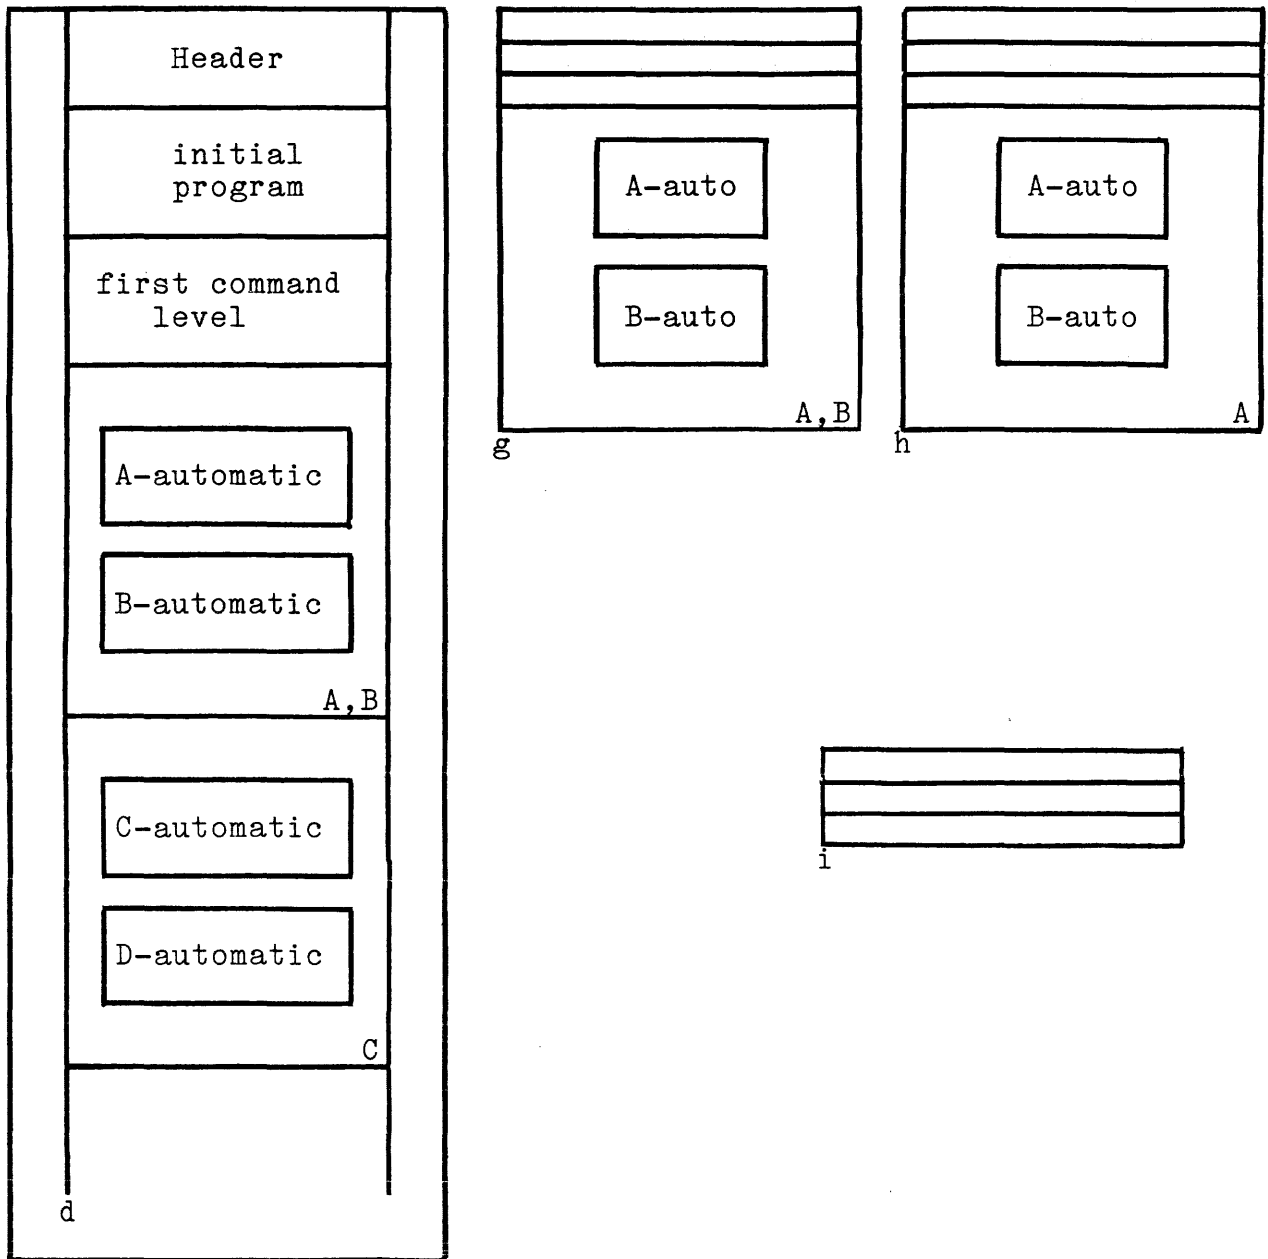 Header
initial
program
first command
level
A-automatic
B-automatic
A,B
C-automatic
D-automatic
C
d
A-auto
B-auto
A,B
g
A-auto
B-auto
A
h
i